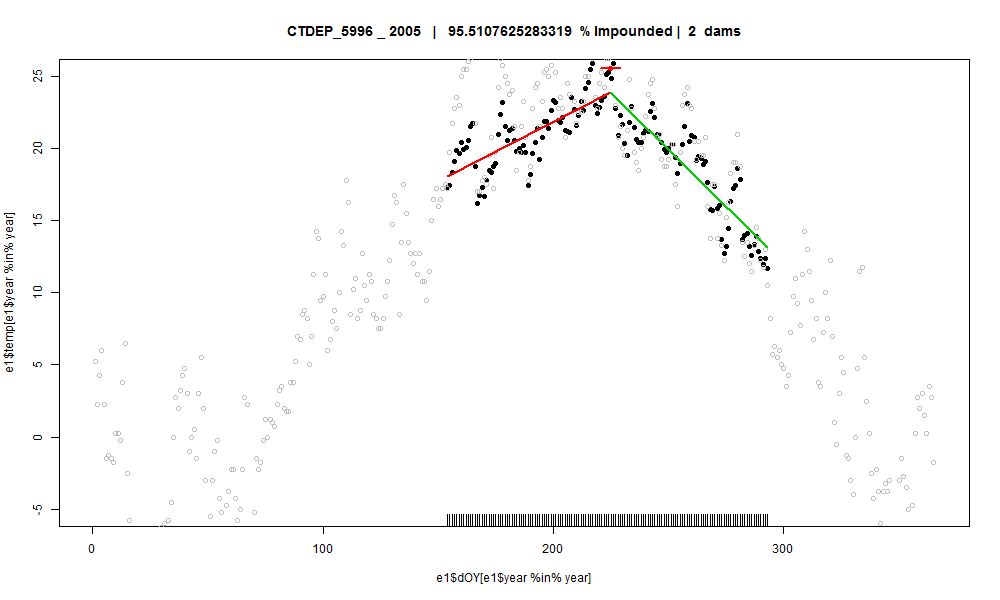 CTDEP_5996 _ 2005 | 95.5107625283319 % Impounded | 2 dams
e1$temp[e1$year %in% year]
25
20
15
10
5
0
-5
0 100 200 300
e1$dOY[e1$year %in% year]